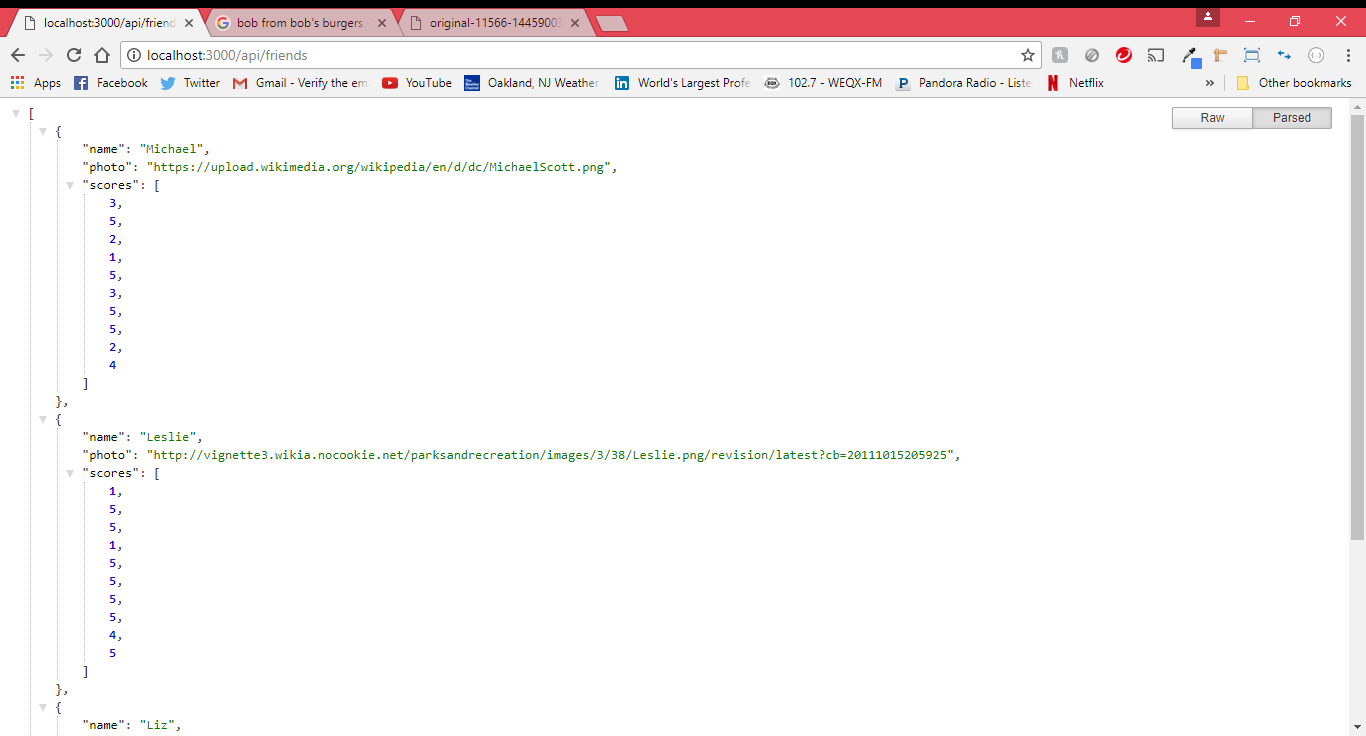 localhost:3000/api/friend
bob from bob's burgers
original-11566-14459003
localhost:3000/api/friends
Apps Facebook Twitter Gmail - Verify the em YouTube Oakland, NJ Weather World's Largest Profe 102.7 - WEQX-FM Pandora Radio - Liste Netflix » Other bookmarks
Raw Parsed
[
{
"name": "Michael",
"photo": "https://upload.wikimedia.org/wikipedia/en/d/dc/MichaelScott.png",
"scores": [
3,
5,
2,
1,
5,
3,
5,
5,
2,
4
]
},
{
"name": "Leslie",
"photo": "http://vignette3.wikia.nocookie.net/parksandrecreation/images/3/38/Leslie.png/revision/latest?cb=20111015205925",
"scores": [
1,
5,
5,
1,
5,
5,
5,
5,
4,
5
]
},
{
"name": "Liz",